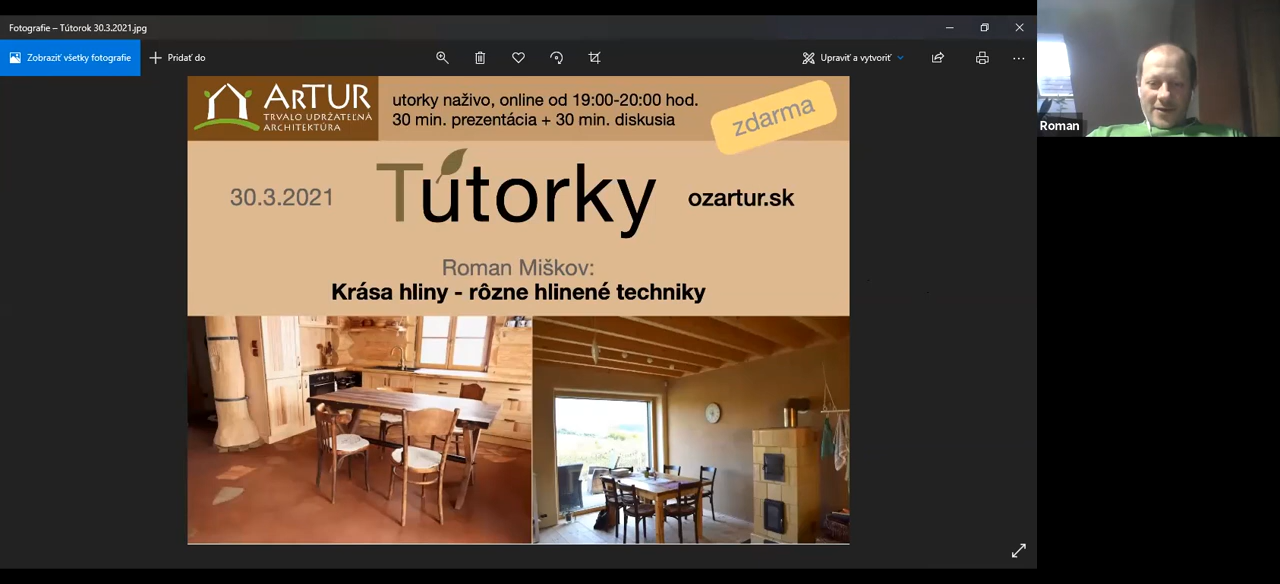 Fotografie – Tútorok 30.3.2021.jpg
Zobraziť všetky fotografie
Pridať do
Upraviť a vytvoriť
ArTUR
TRVALO UDRŽATEĽNÁ
ARCHITEKTÚRA
utorky naživo, online od 19:00-20:00 hod.
30 min. prezentácia + 30 min. diskusia
zdarma
30.3.2021
Tútorky
ozartur.sk
Roman Miškov:
Krása hliny - rôzne hlinené techniky
Roman